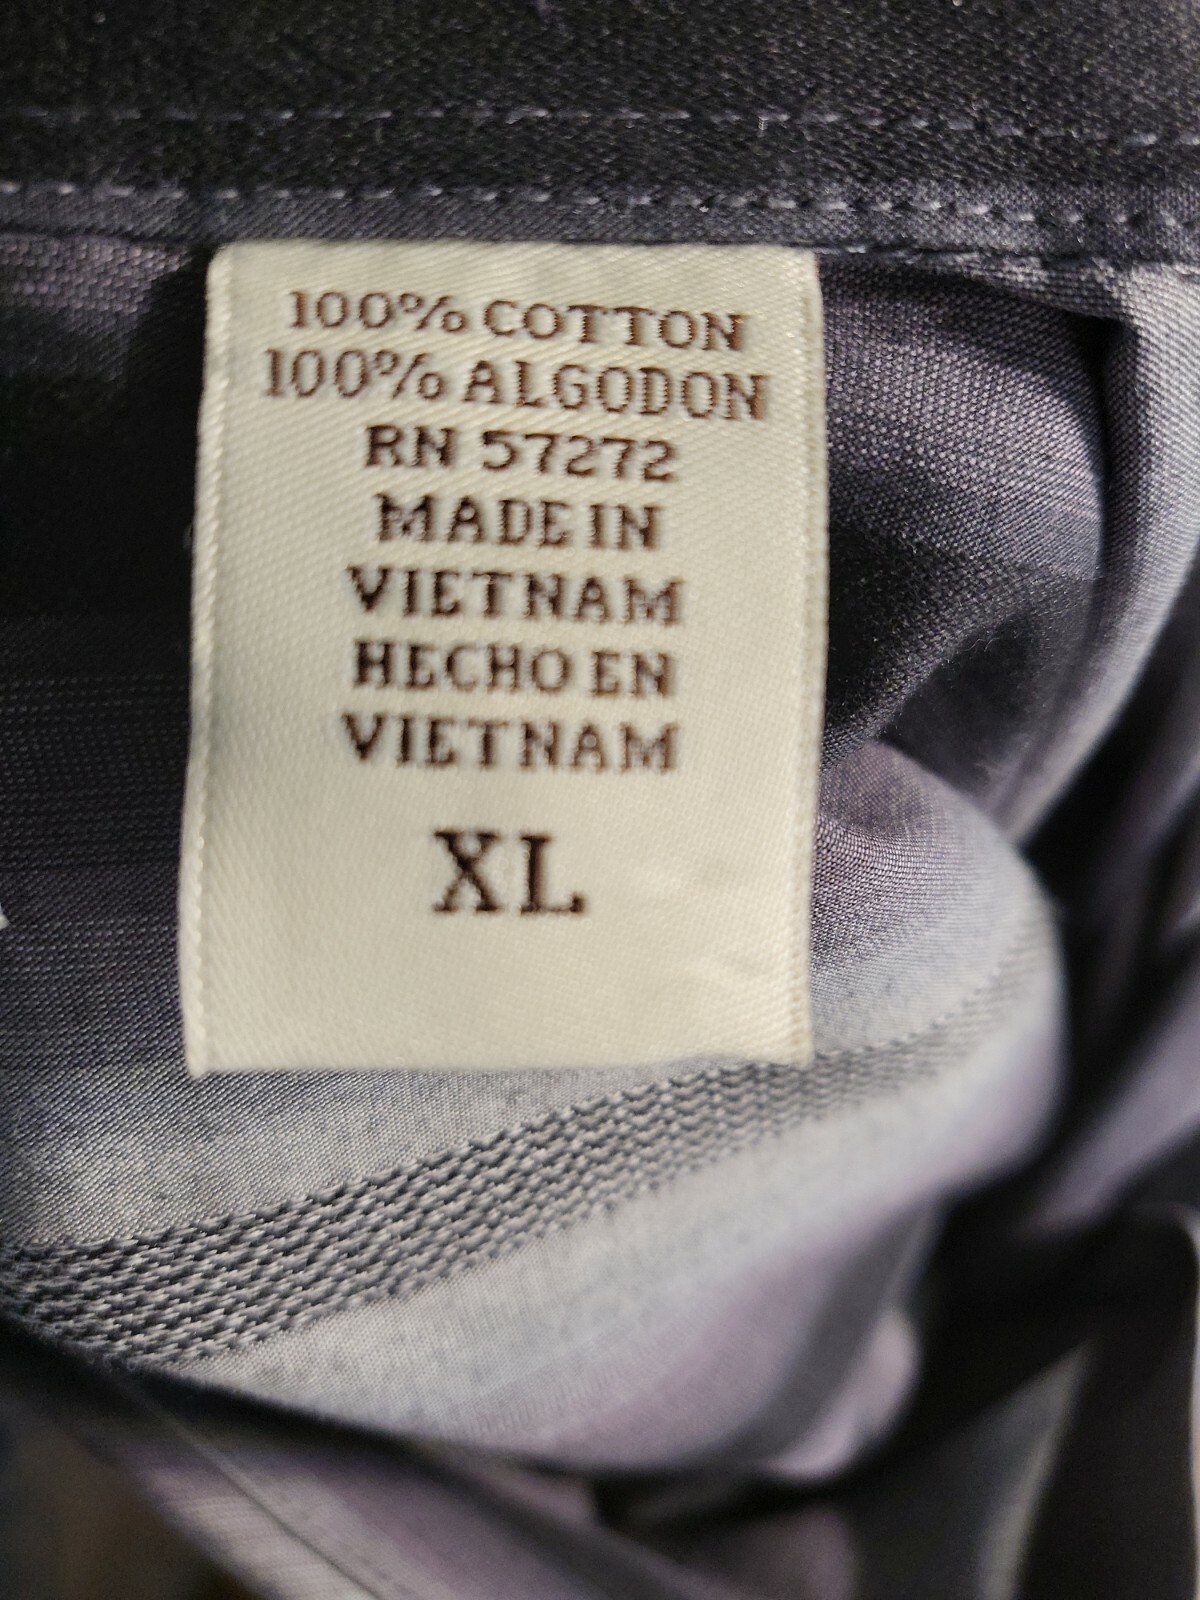 100% COTTON
100% ALGODON
RN 57272
MADE IN
VIETNAM
HECHO EN
VIETNAM
XL